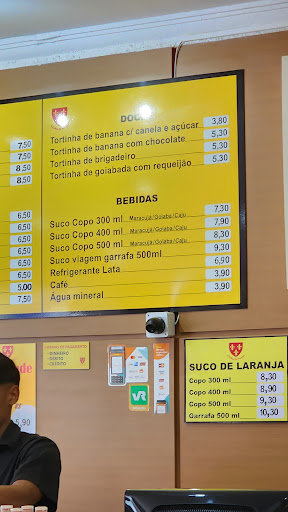 DOCES
Tortinha de banana c/ canela e açúcar 3,80
Tortinha de banana com chocolate 5,30
Tortinha de brigadeiro 5,30
Tortinha de goiabada com requeijão 5,30
BEBIDAS
Suco Copo 300 ml Maracujá/Goiaba/Caju 7,30
Suco Copo 400 ml Maracujá/Goiaba/Caju 7,90
Suco Copo 500 ml Maracujá/Goiaba/Caju 8,30
Suco viagem garrafa 500ml 9,30
Refrigerante Lata 6,90
Café 3,90
Água mineral 3,90
7,50
7,50
8,50
8,50
6,50
6,50
6,50
6,50
6,50
5,00
7,50
DINHEIRO
DÉBITO
CRÉDITO
5,90
VR
SUCO DE LARANJA
Copo 300 ml 8,30
Copo 400 ml 8,90
Copo 500 ml 9,30
Garrafa 500 ml 10,30